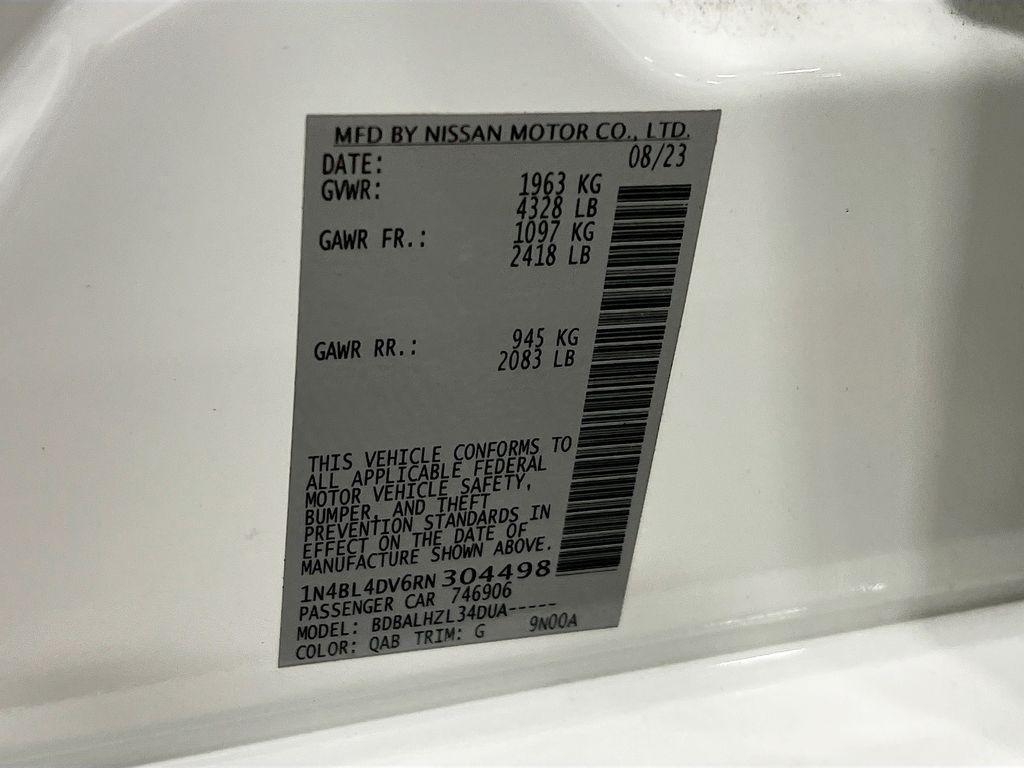 MFD BY NISSAN MOTOR CO., LTD.
DATE: 08/23
GVWR: 1963 KG
4328 LB
GAWR FR.: 1097 KG
2418 LB
GAWR RR.: 945 KG
2083 LB
THIS VEHICLE CONFORMS TO
ALL APPLICABLE FEDERAL
MOTOR VEHICLE SAFETY,
BUMPER, AND THEFT
PREVENTION STANDARDS IN
EFFECT ON THE DATE OF
MANUFACTURE SHOWN ABOVE.
1N4BL4DV6RN 304498
PASSENGER CAR 746906
MODEL: BDBALHZL34DUA-----
COLOR: QAB TRIM: G 9N00A